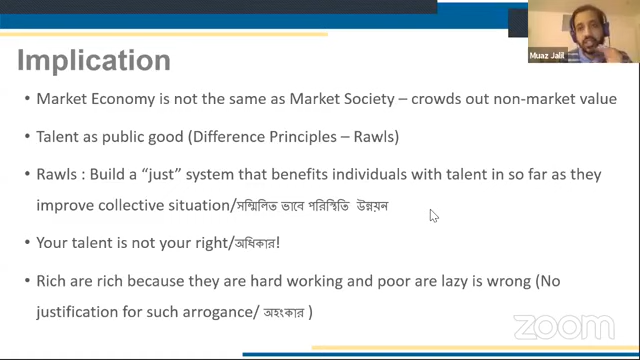 Muaz Jalil
Implication
• Market Economy is not the same as Market Society – crowds out non-market value
• Talent as public good (Difference Principles – Rawls)
• Rawls : Build a “just” system that benefits individuals with talent in so far as they
improve collective situation/সম্মিলিত ভাবে পরিস্থিতি উন্নয়ন
• Your talent is not your right/অধিকার!
• Rich are rich because they are hard working and poor are lazy is wrong (No
justification for such arrogance/ অহংকার )
zoom